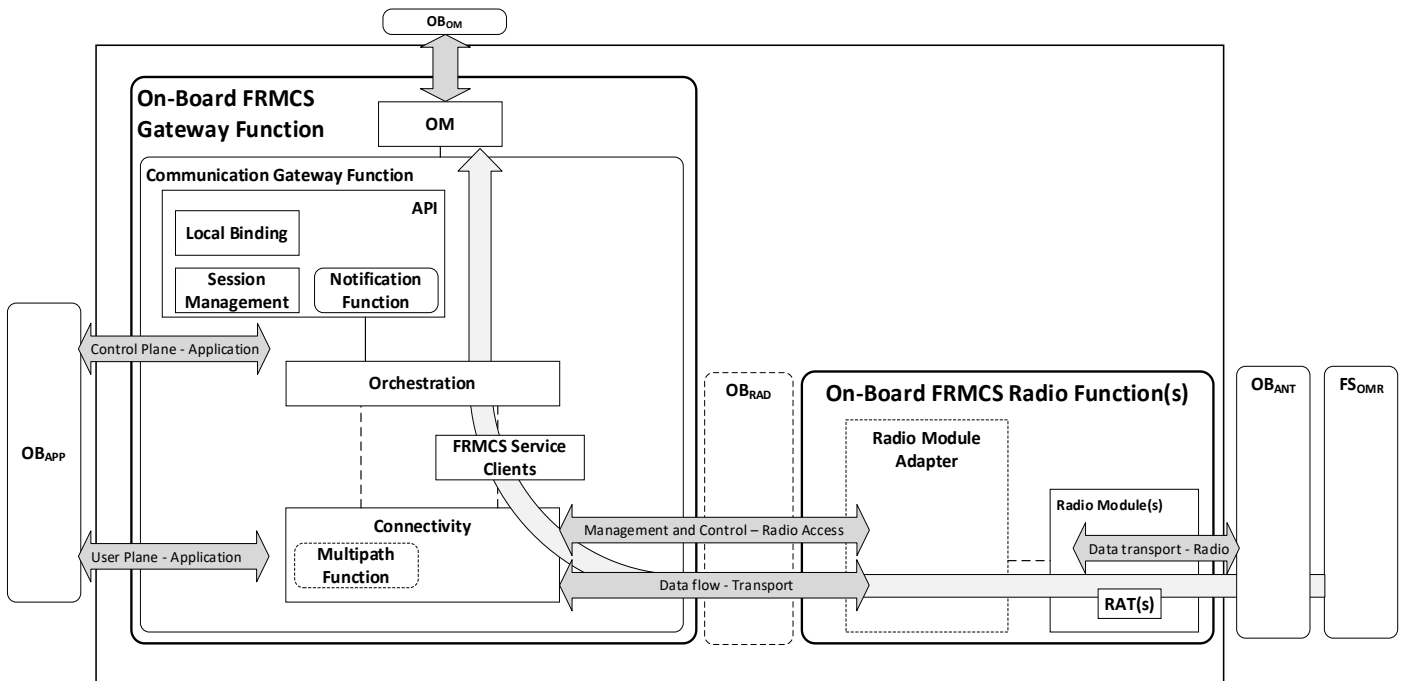 OBOM
On-Board FRMCS
Gateway Function
OM
Communication Gateway Function
API
Local Binding
Session
Management
Notification
Function
Control Plane - Application
Orchestration
OBAPP
FRMCS Service
Clients
OBRAD
On-Board FRMCS Radio Function(s)
OBANT
FSOMR
Radio Module
Adapter
Connectivity
Radio Module(s)
Management and Control – Radio Access
User Plane - Application
Multipath
Function
Data transport - Radio
Data flow - Transport
RAT(s)